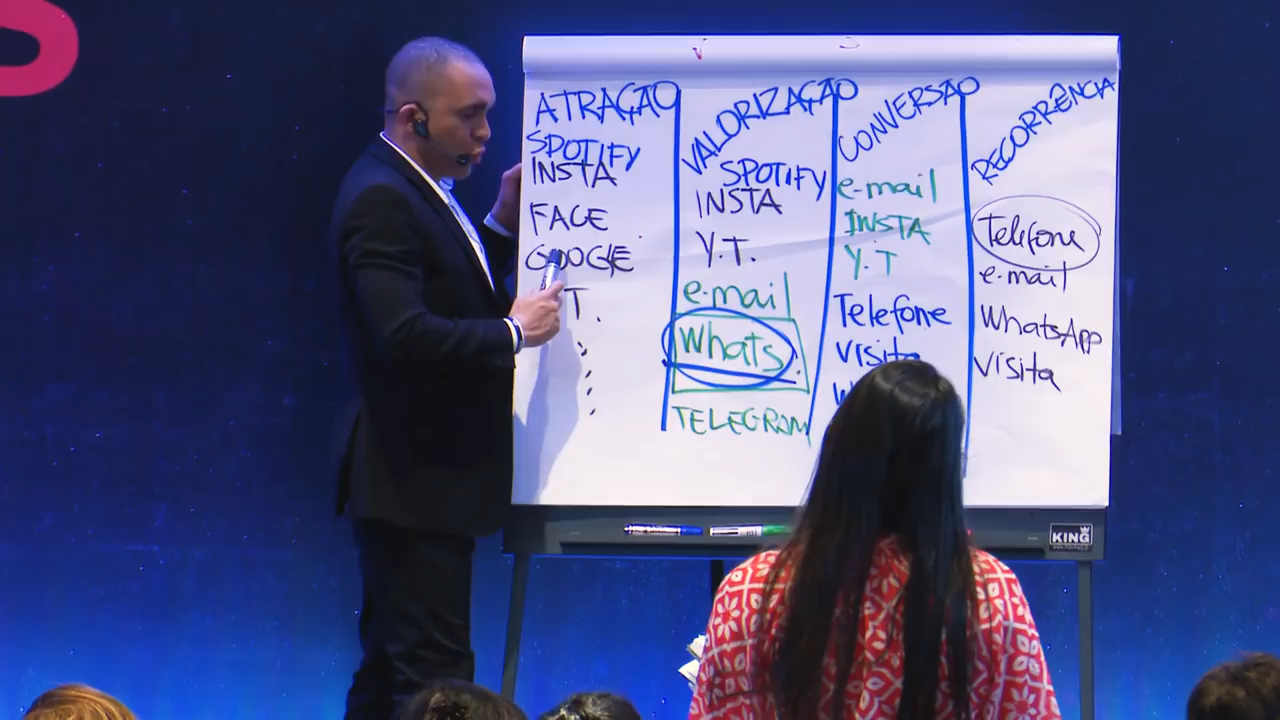 ATRAÇÃO
SPOTIFY
INSTA
FACE
GOOGLE
T.
VALORIZAÇÃO
SPOTIFY
INSTA
Y.T.
e-mail
Whats
TELEGRAM
CONVERSÃO
e-mail
INSTA
Y.T
Telefone
visita
RECORRÊNCIA
Telefone
e-mail
WhatsApp
visita
KING